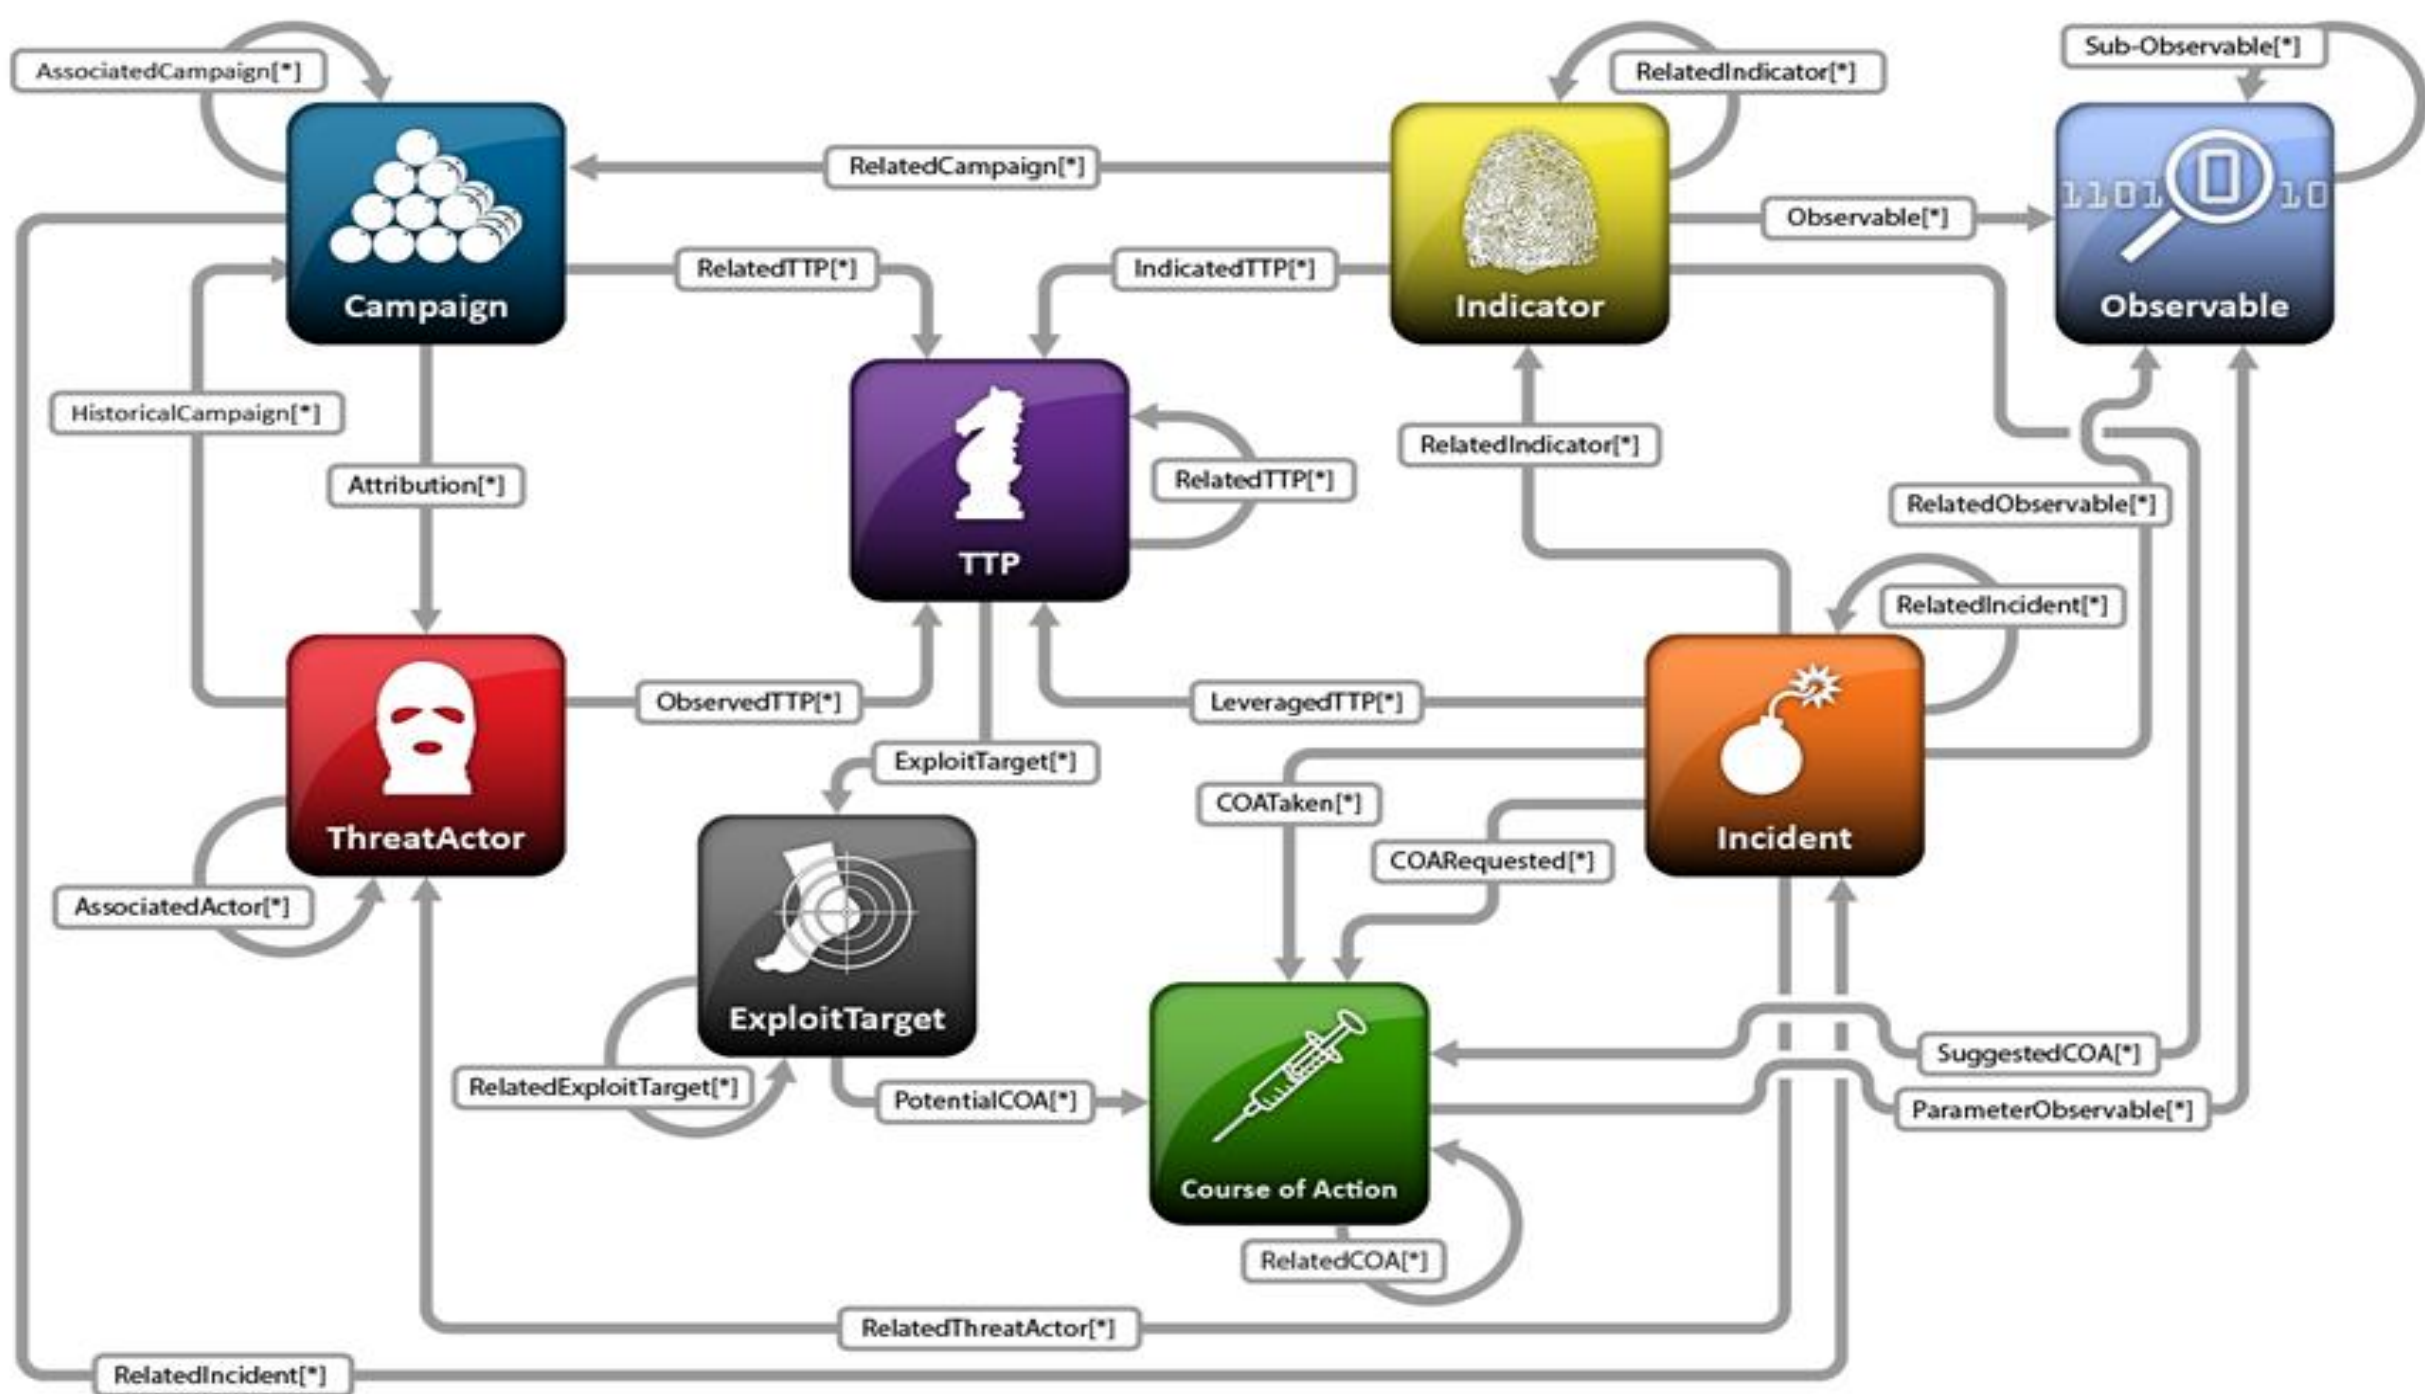 Sub-Observable[*]
AssociatedCampaign[*]
RelatedIndicator[*]
RelatedCampaign[*]
1101 0 10
Observable[*]
RelatedTTP[*]
IndicatedTTP[*]
Campaign
Indicator
Observable
HistoricalCampaign[*]
RelatedIndicator[*]
RelatedTTP[*]
Attribution[*]
RelatedObservable[*]
TTP
RelatedIncident[*]
ObservedTTP[*]
LeveragedTTP[*]
ExploitTarget[*]
COATaken[*]
ThreatActor
Incident
COARequested[*]
AssociatedActor[*]
ExploitTarget
SuggestedCOA[*]
RelatedExploitTarget[*]
PotentialCOA[*]
ParameterObservable[*]
Course of Action
RelatedCOA[*]
RelatedThreatActor[*]
RelatedIncident[*]